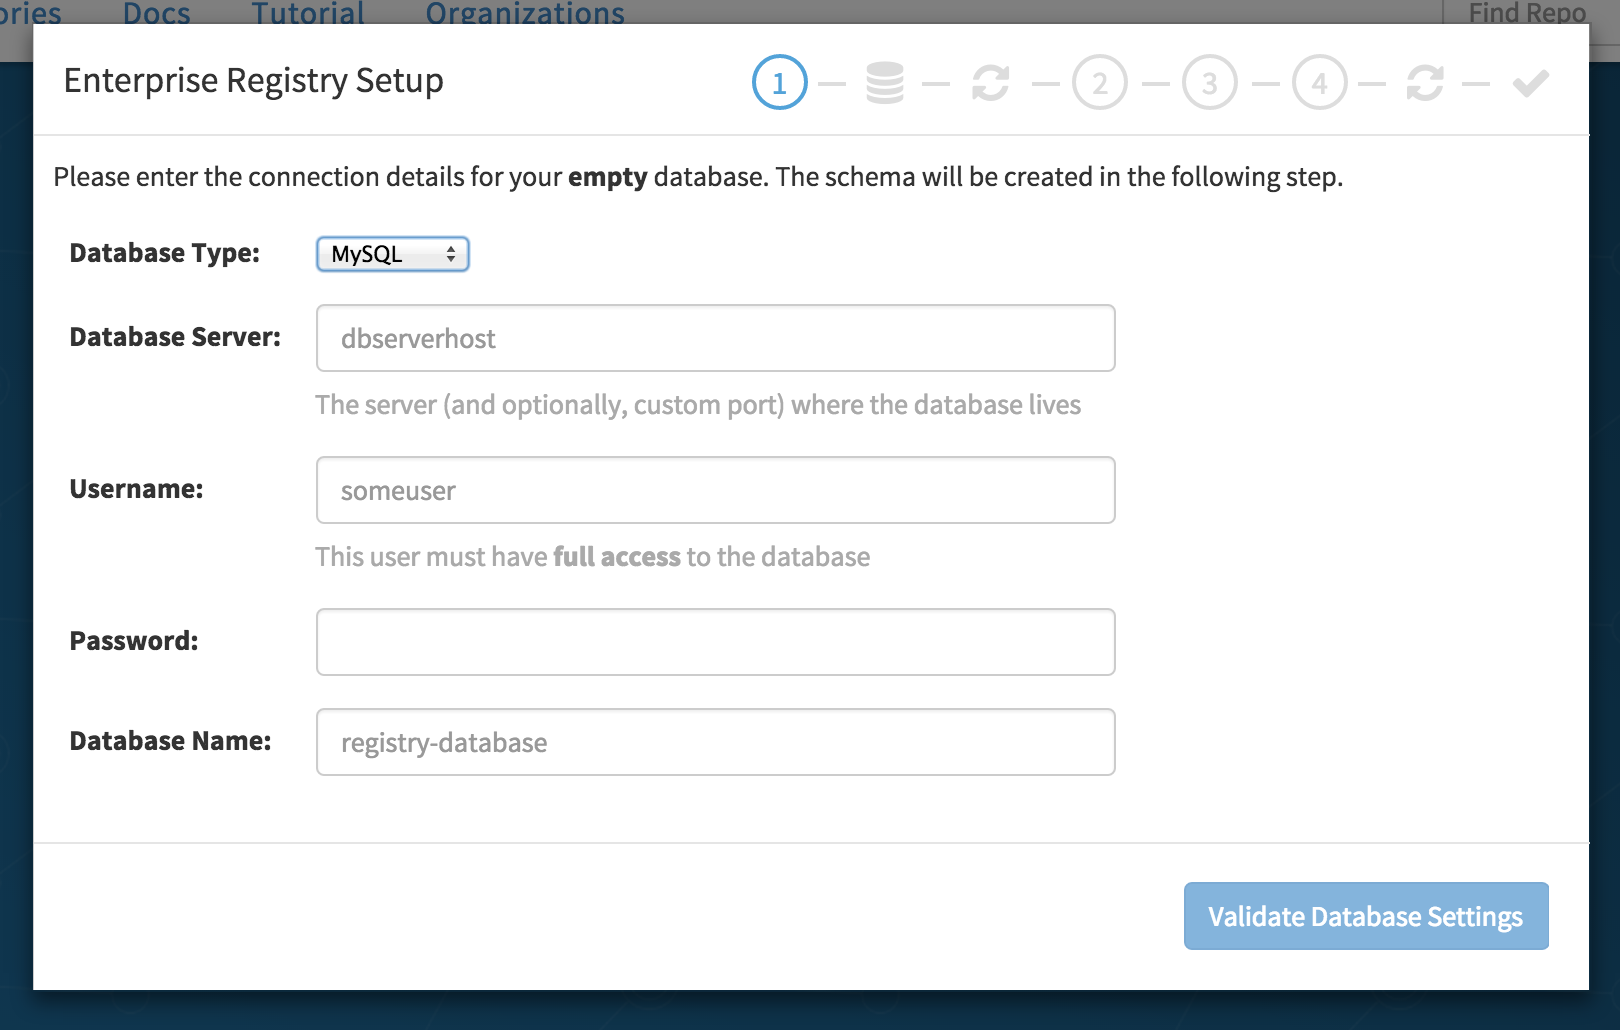 Docs Tutorial Organizations Find Repo
Enterprise Registry Setup
1 2 3 4
Please enter the connection details for your empty database. The schema will be created in the following step.
Database Type: MySQL
Database Server: dbserverhost
The server (and optionally, custom port) where the database lives
Username: someuser
This user must have full access to the database
Password:
Database Name: registry-database
Validate Database Settings